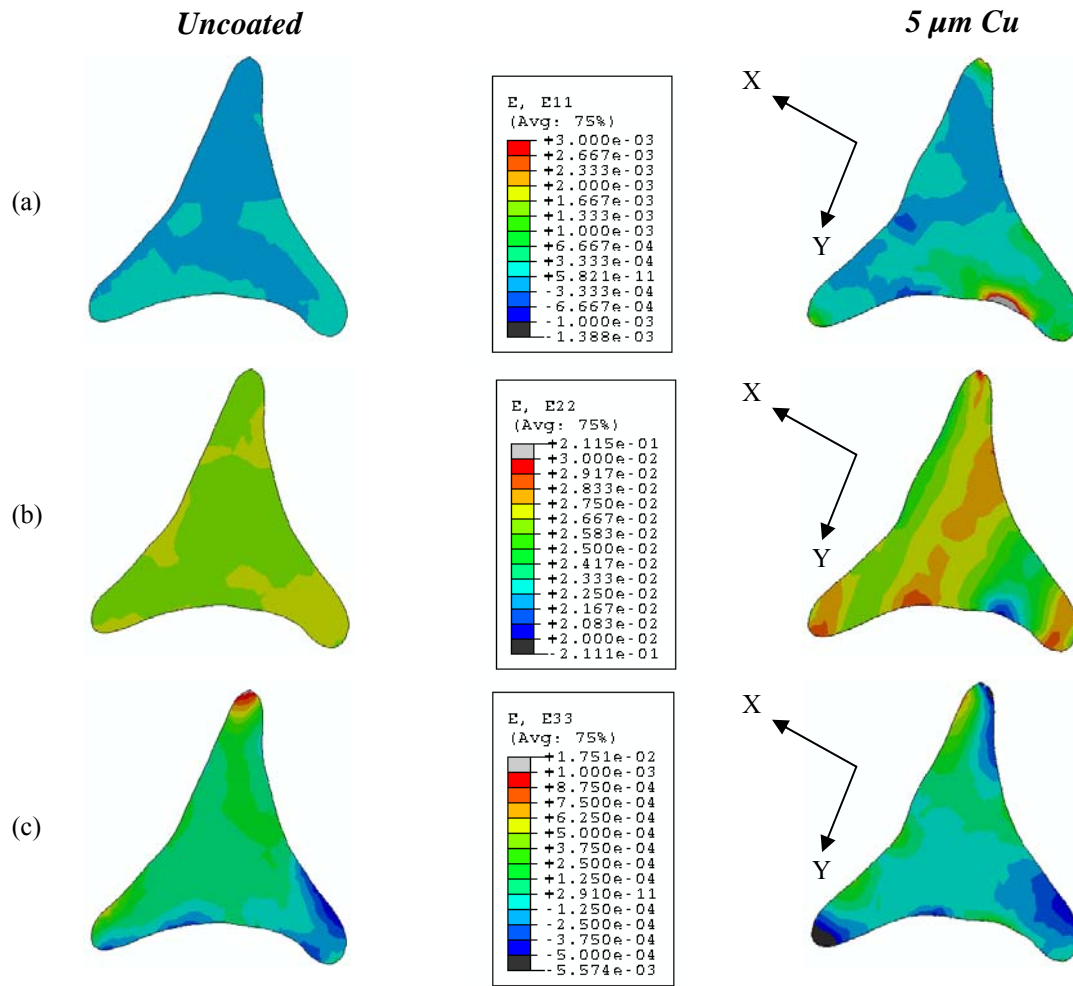 Uncoated
5 µm Cu
(a)
E, E11
(Avg: 75%)
+3.000e-03
+2.667e-03
+2.333e-03
+2.000e-03
+1.667e-03
+1.333e-03
+1.000e-03
+6.667e-04
+3.333e-04
+5.821e-11
-3.333e-04
-6.667e-04
-1.000e-03
-1.388e-03
X
Y
(b)
E, E22
(Avg: 75%)
+2.115e-01
+3.000e-02
+2.917e-02
+2.833e-02
+2.750e-02
+2.667e-02
+2.583e-02
+2.500e-02
+2.417e-02
+2.333e-02
+2.250e-02
+2.167e-02
+2.083e-02
+2.000e-02
-2.111e-01
X
Y
(c)
E, E33
(Avg: 75%)
+1.751e-02
+1.000e-03
+8.750e-04
+7.500e-04
+6.250e-04
+5.000e-04
+3.750e-04
+2.500e-04
+1.250e-04
+2.910e-11
-1.250e-04
-2.500e-04
-3.750e-04
-5.000e-04
-5.574e-03
X
Y